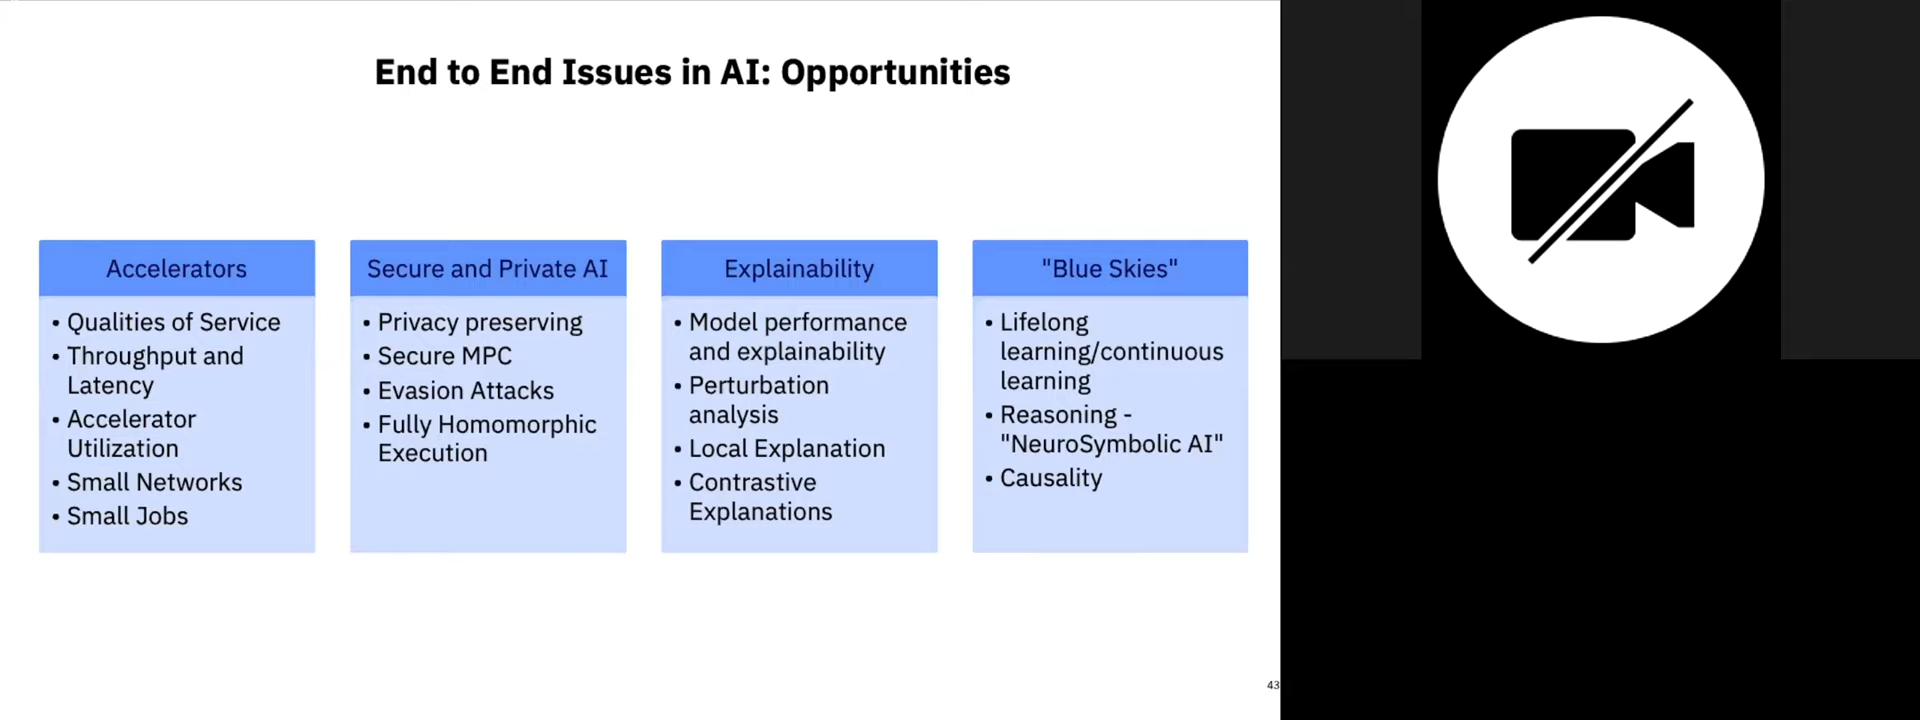 End to End Issues in AI: Opportunities
Accelerators
• Qualities of Service
• Throughput and
Latency
• Accelerator
Utilization
• Small Networks
• Small Jobs
Secure and Private AI
• Privacy preserving
• Secure MPC
• Evasion Attacks
• Fully Homomorphic
Execution
Explainability
• Model performance
and explainability
• Perturbation
analysis
• Local Explanation
• Contrastive
Explanations
"Blue Skies"
• Lifelong
learning/continuous
learning
• Reasoning -
"NeuroSymbolic AI"
• Causality
43